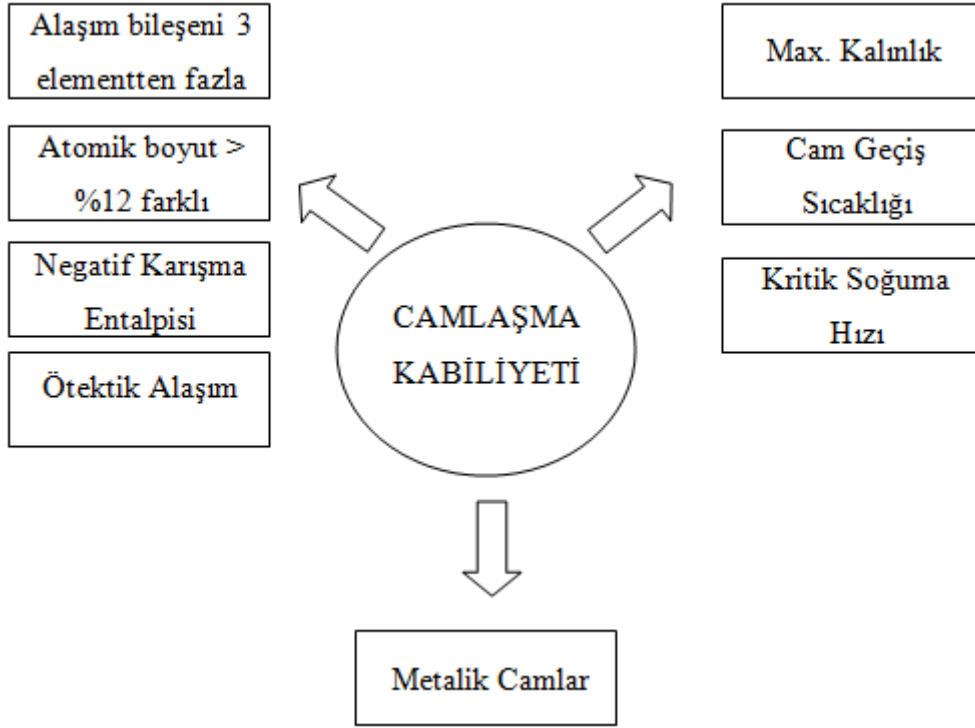 Alaşım bileşeni 3
elementten fazla
Atomik boyut >
%12 farklı
Negatif Karışma
Entalpisi
Ötektik Alaşım
Max. Kalınlık
Cam Geçiş
Sıcaklığı
Kritik Soğuma
Hızı
CAMLAŞMA
KABİLİYETİ
Metalik Camlar